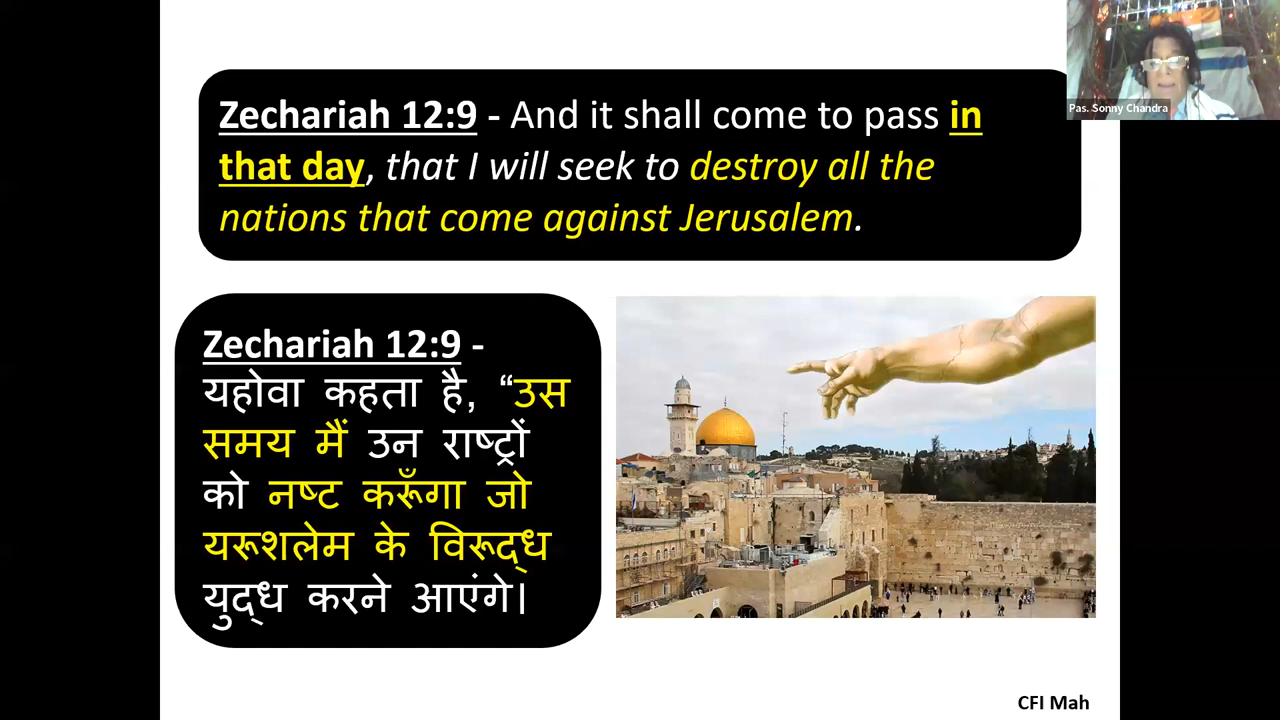 Zechariah 12:9 - And it shall come to pass in
that day, that I will seek to destroy all the
nations that come against Jerusalem.
Pas. Sonny Chandra
Zechariah 12:9 -
यहोवा कहता है, “उस
समय मैं उन राष्ट्रों
को नष्ट करूँगा जो
यरूशलेम के विरूद्ध
युद्ध करने आएंगे।
CFI Mah